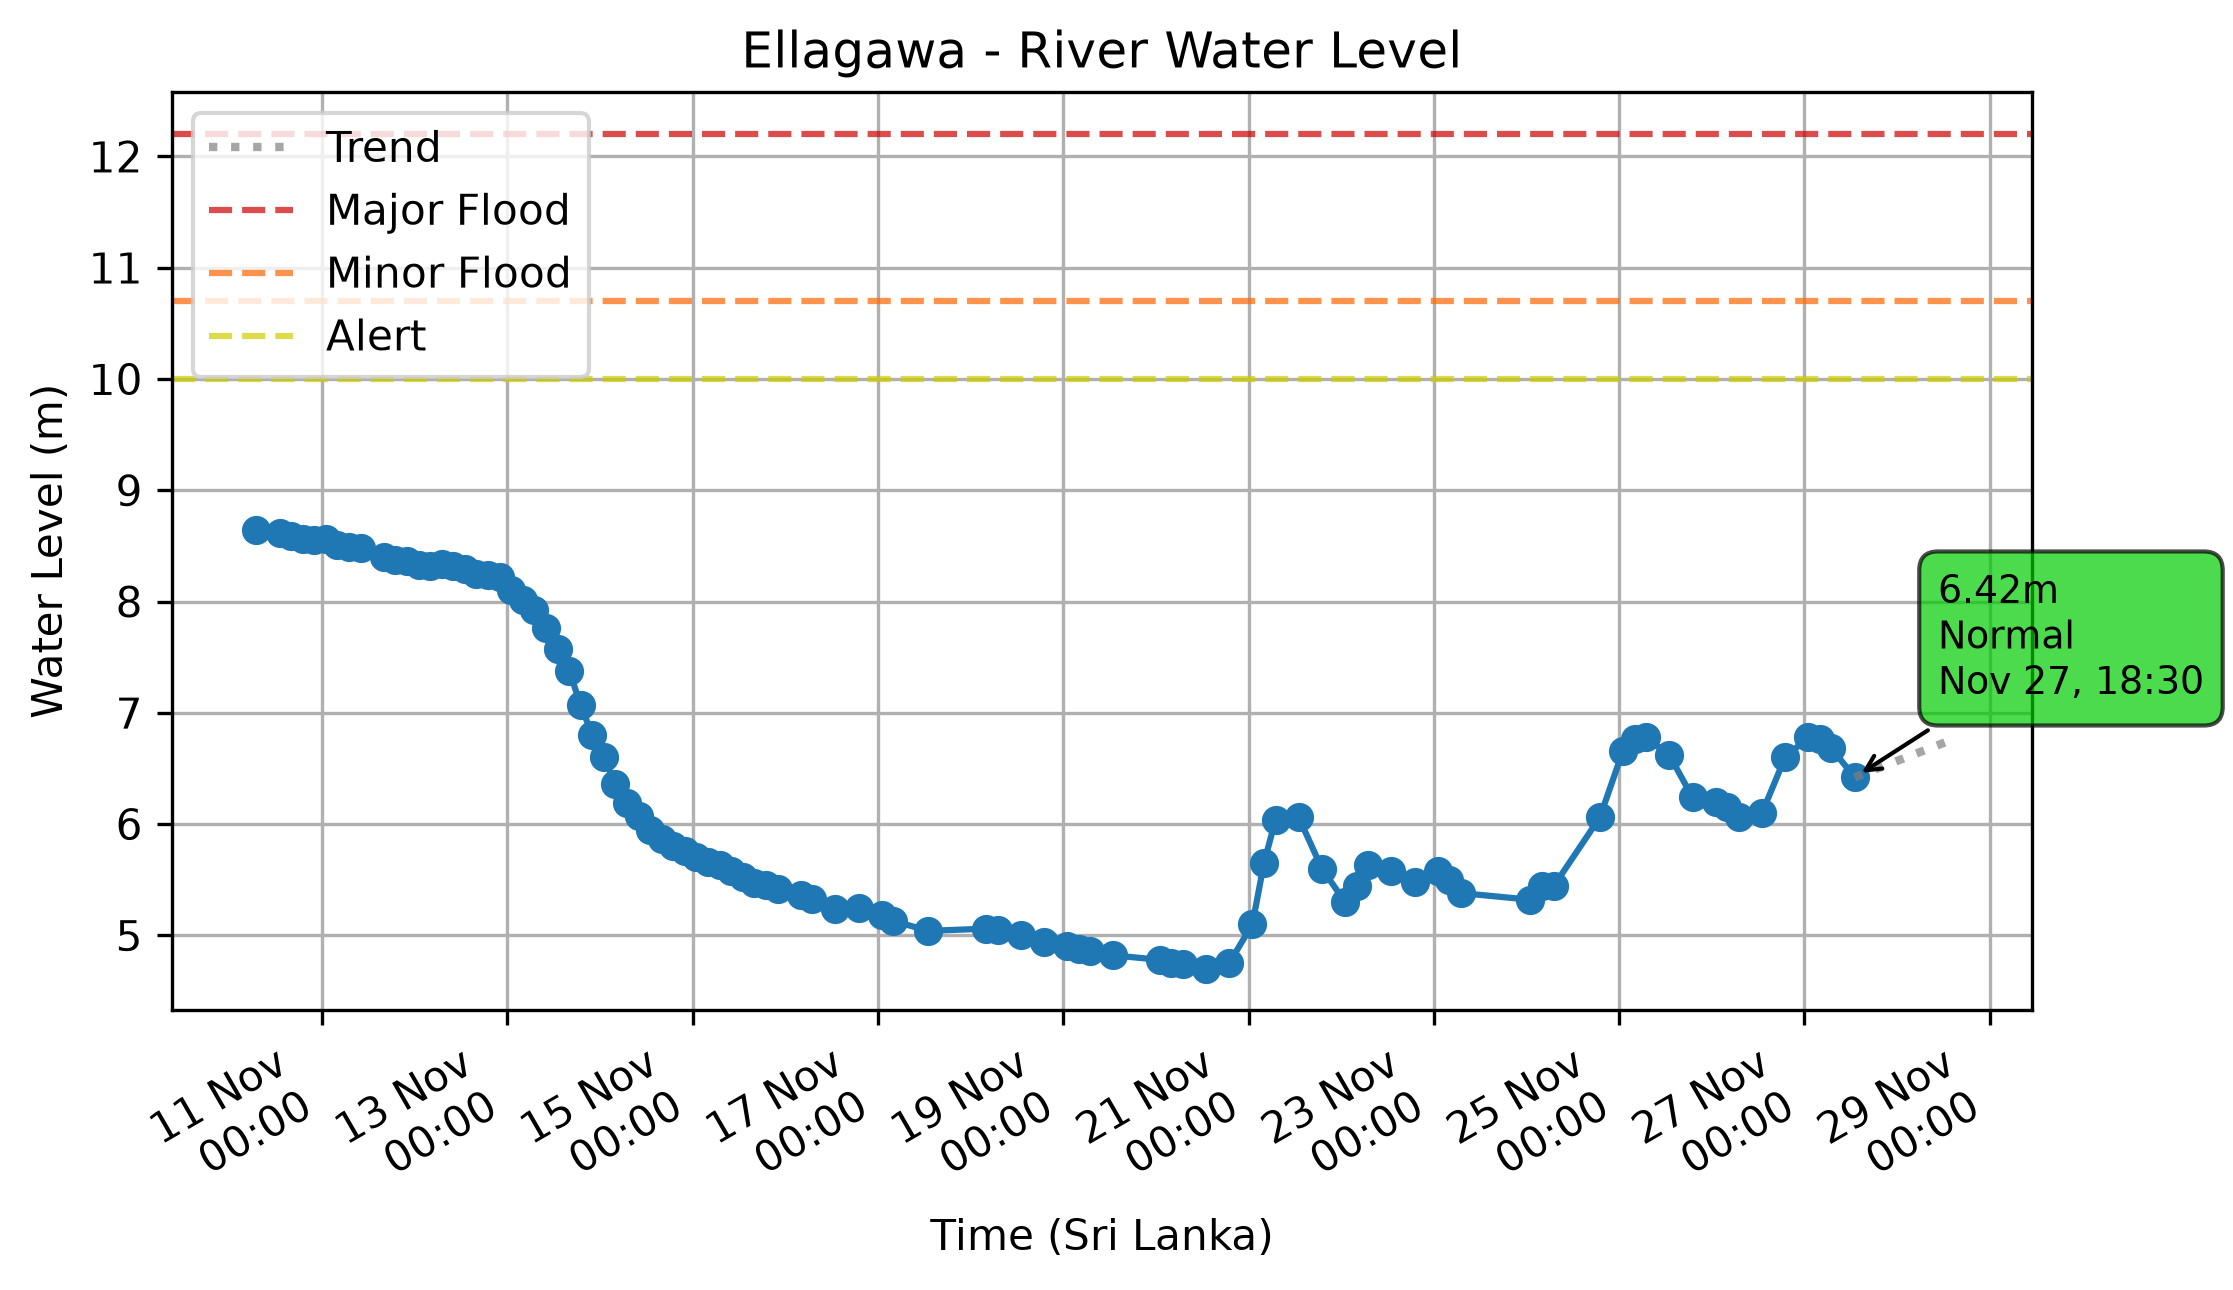 Ellagawa - River Water Level
Trend
Major Flood
Minor Flood
Alert
12
11
10
9
8
7
6
5
Water Level (m)
6.42m
Normal
Nov 27, 18:30
11 Nov
00:00
13 Nov
00:00
15 Nov
00:00
17 Nov
00:00
19 Nov
00:00
21 Nov
00:00
23 Nov
00:00
25 Nov
00:00
27 Nov
00:00
29 Nov
00:00
Time (Sri Lanka)